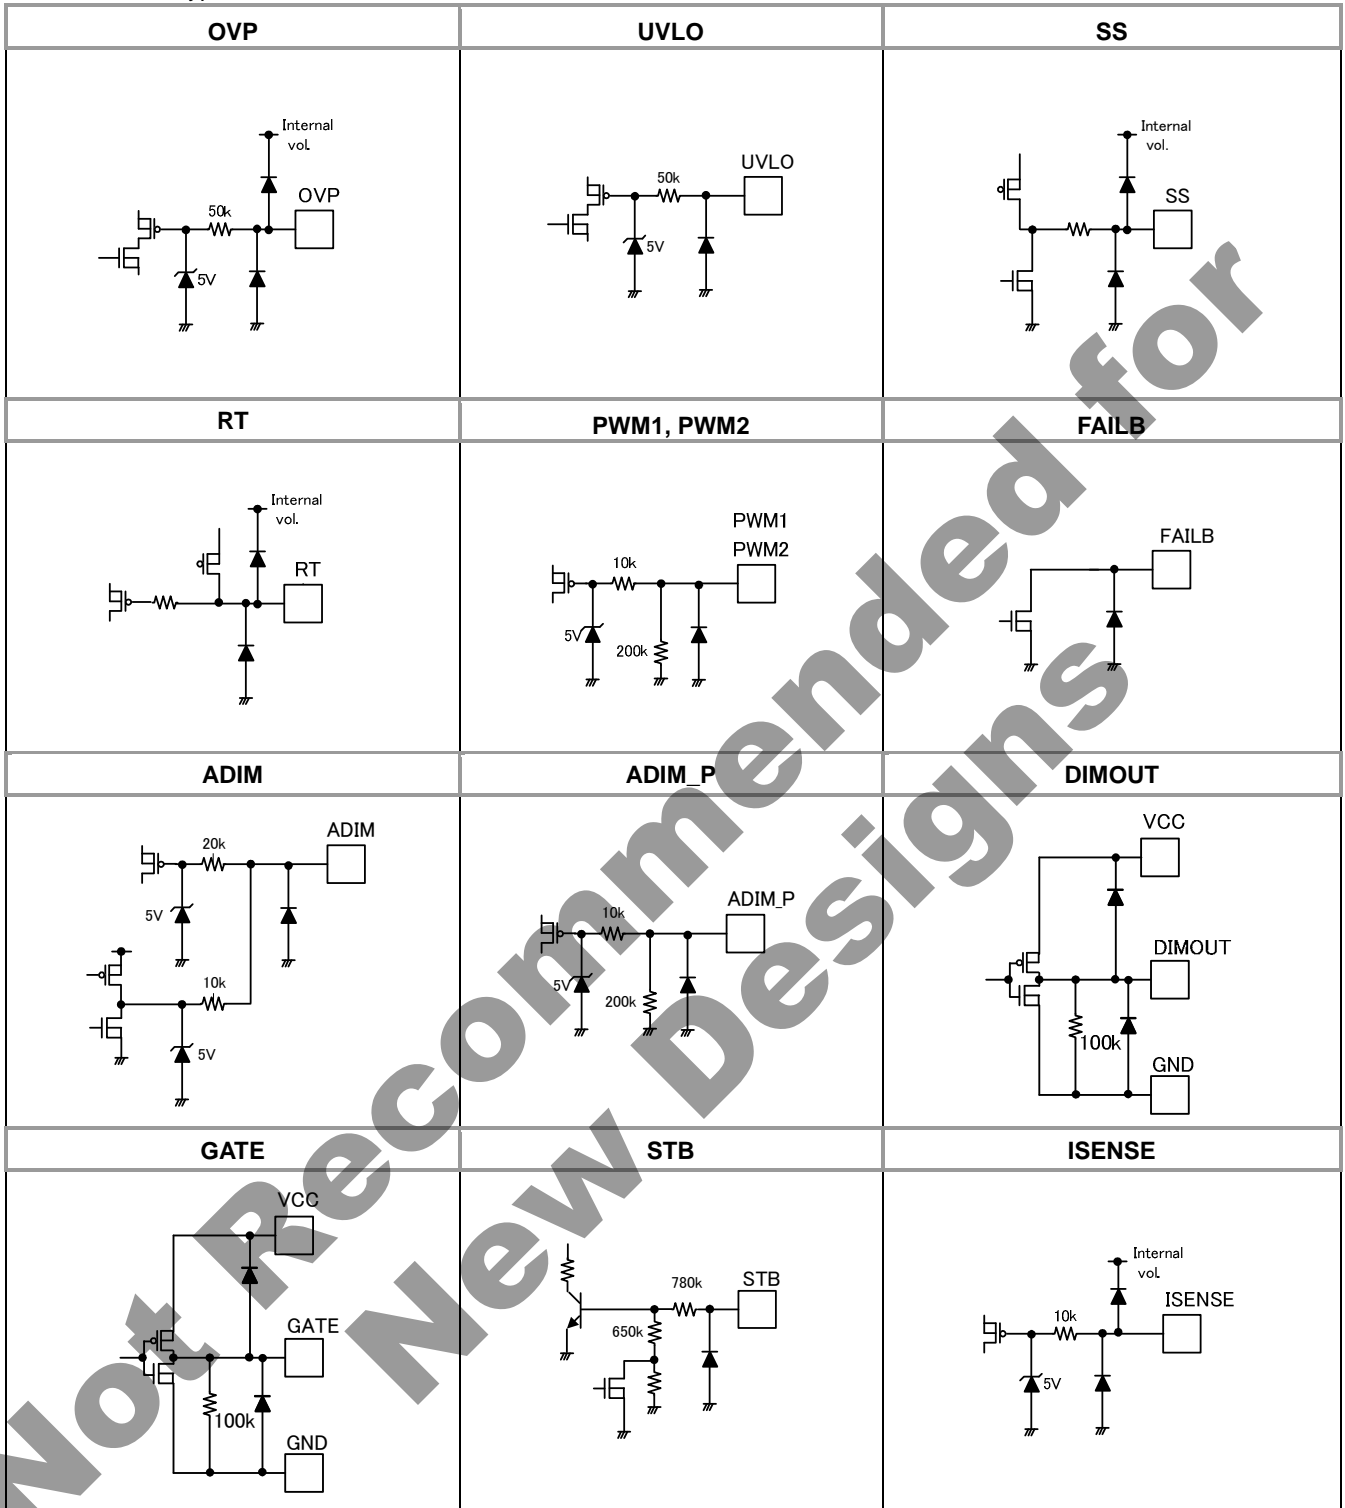 OVP
UVLO
SS
Internal
vol.
OVP
50k
5V
UVLO
50k
5V
Internal
vol.
SS
RT
PWM1, PWM2
FAILB
Internal
vol.
RT
PWM1
PWM2
10k
5V
200k
FAILB
ADIM
ADIM_P
DIMOUT
ADIM
20k
5V
10k
5V
ADIM_P
10k
5V
200k
VCC
DIMOUT
100k
GND
GATE
STB
ISENSE
VCC
GATE
100k
GND
STB
780k
650k
Internal
vol.
ISENSE
10k
5V
Not Recommended for
New Designs